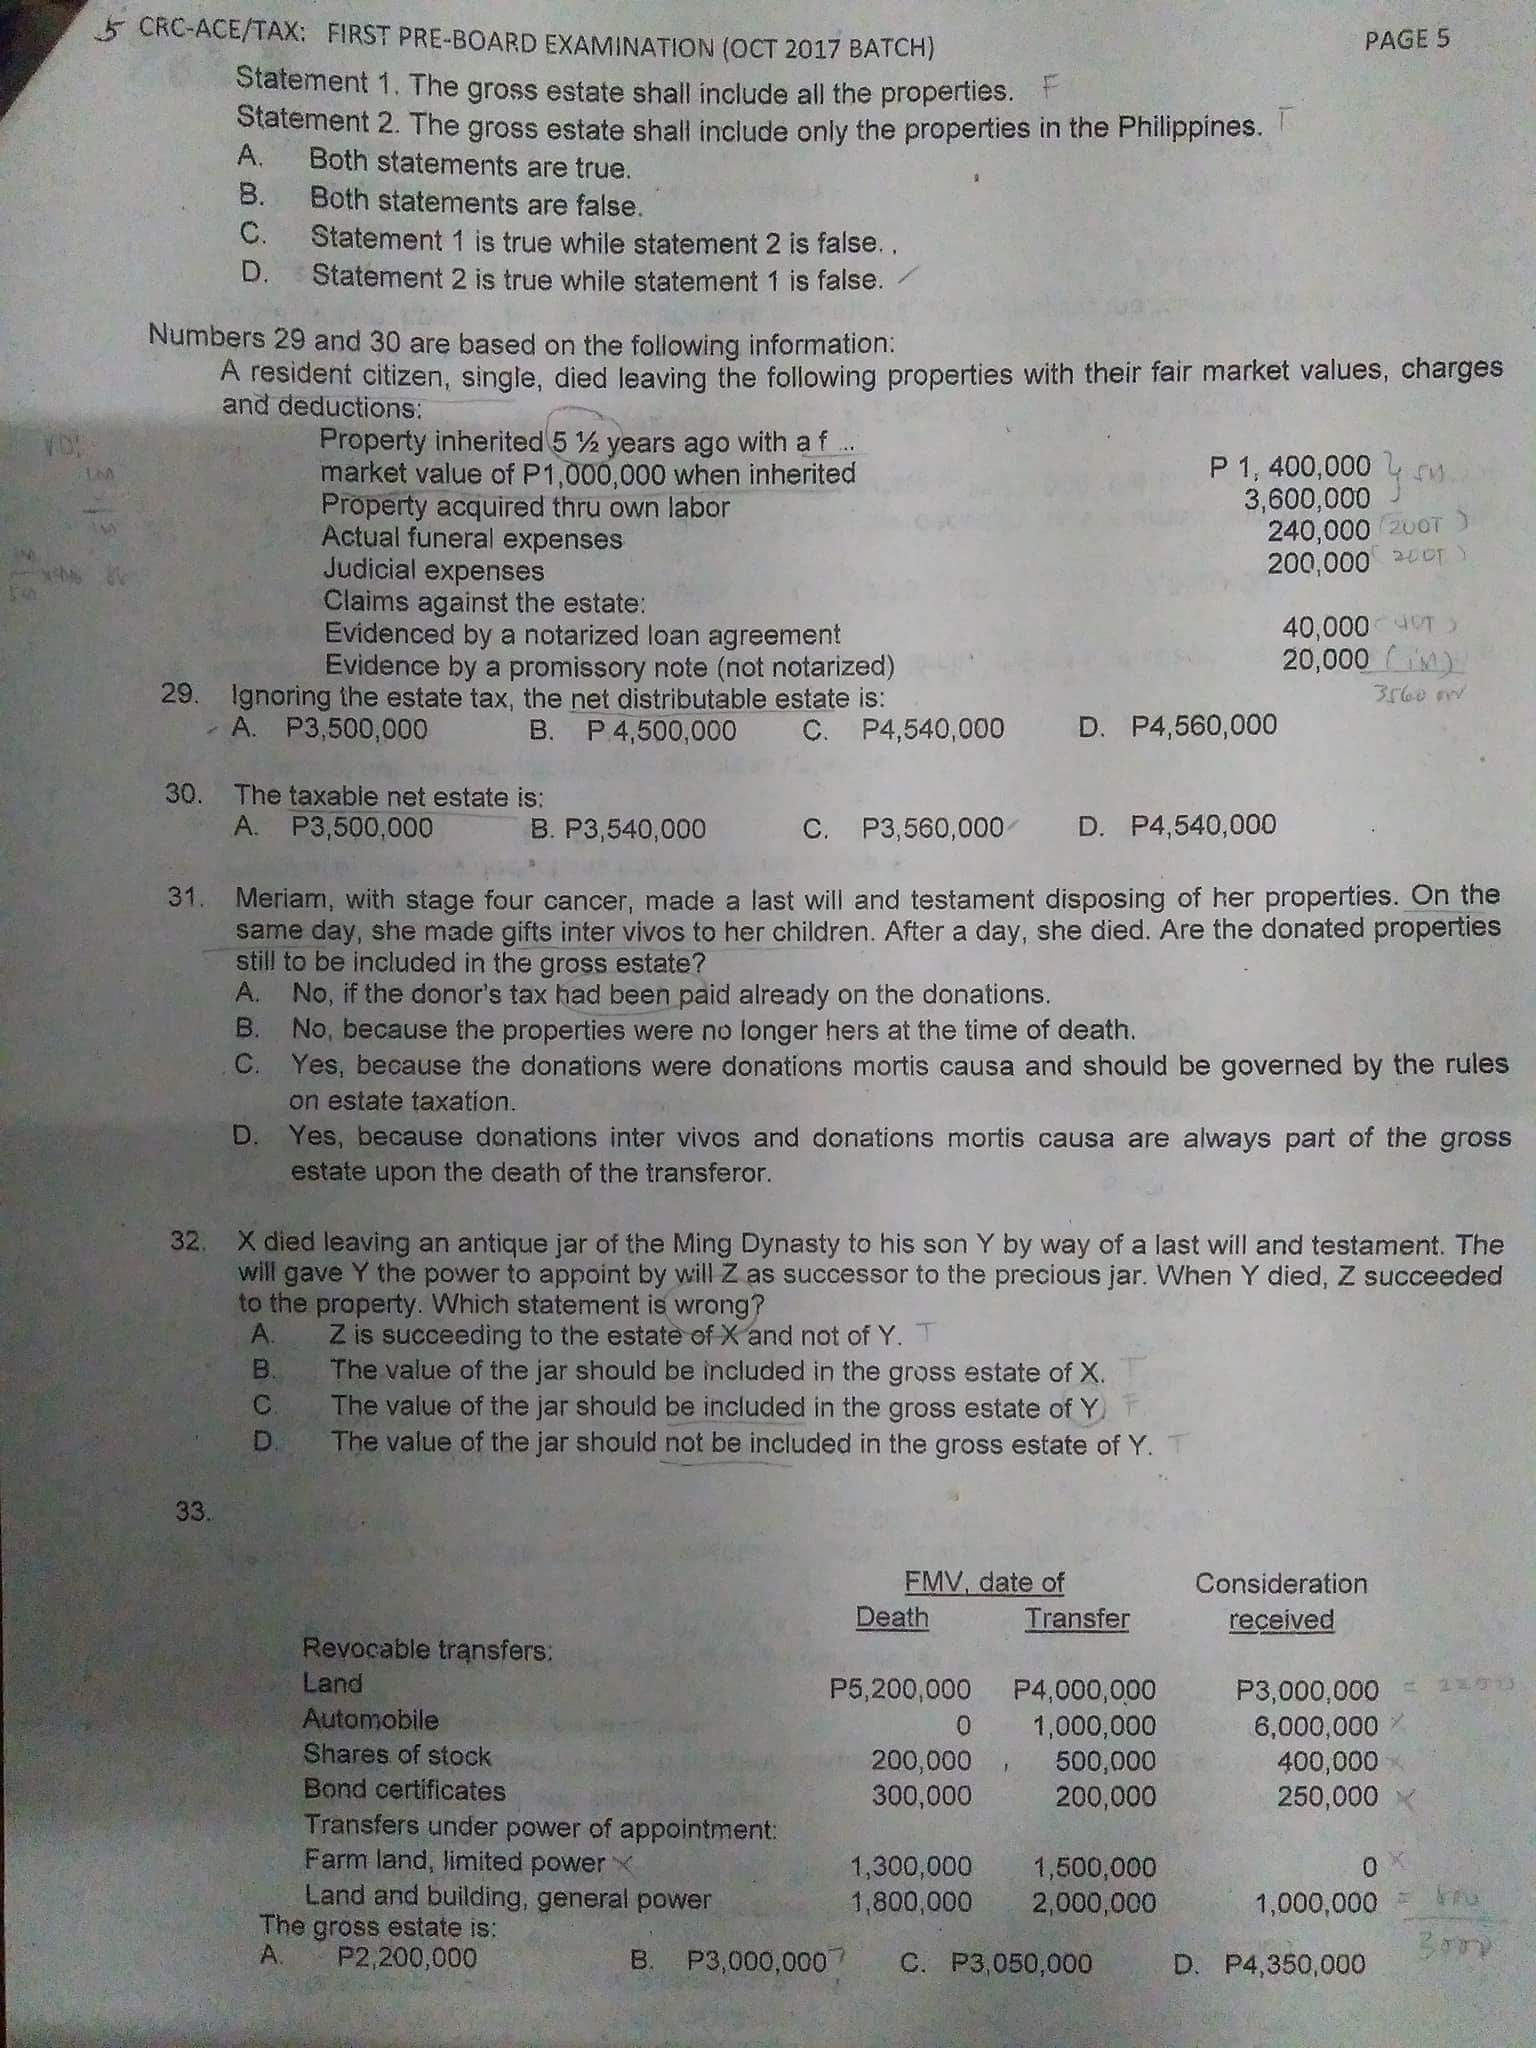 5 CRC-ACE/TAX: FIRST PRE-BOARD EXAMINATION (OCT 2017 BATCH) PAGE 5
Statement 1. The gross estate shall include all the properties. F
Statement 2. The gross estate shall include only the properties in the Philippines. T
A. Both statements are true.
B. Both statements are false.
C. Statement 1 is true while statement 2 is false. .
D. Statement 2 is true while statement 1 is false.
Numbers 29 and 30 are based on the following information:
A resident citizen, single, died leaving the following properties with their fair market values, charges
and deductions:
Property inherited 5 ½ years ago with a f ...
market value of P1,000,000 when inherited P 1, 400,000 5M
Property acquired thru own labor 3,600,000
Actual funeral expenses 240,000 (200T)
Judicial expenses 200,000 (200T)
Claims against the estate:
Evidenced by a notarized loan agreement 40,000 (40T)
Evidence by a promissory note (not notarized) 20,000 (1M)
29. Ignoring the estate tax, the net distributable estate is: 3560
A. P3,500,000 B. P 4,500,000 C. P4,540,000 D. P4,560,000
30. The taxable net estate is:
A. P3,500,000 B. P3,540,000 C. P3,560,000 D. P4,540,000
31. Meriam, with stage four cancer, made a last will and testament disposing of her properties. On the
same day, she made gifts inter vivos to her children. After a day, she died. Are the donated properties
still to be included in the gross estate?
A. No, if the donor's tax had been paid already on the donations.
B. No, because the properties were no longer hers at the time of death.
C. Yes, because the donations were donations mortis causa and should be governed by the rules
on estate taxation.
D. Yes, because donations inter vivos and donations mortis causa are always part of the gross
estate upon the death of the transferor.
32. X died leaving an antique jar of the Ming Dynasty to his son Y by way of a last will and testament. The
will gave Y the power to appoint by will Z as successor to the precious jar. When Y died, Z succeeded
to the property. Which statement is wrong?
A. Z is succeeding to the estate of X and not of Y. T
B. The value of the jar should be included in the gross estate of X. T
C. The value of the jar should be included in the gross estate of Y. F
D. The value of the jar should not be included in the gross estate of Y. T
33.
FMV, date of Consideration
Death Transfer received
Revocable transfers:
Land P5,200,000 P4,000,000 P3,000,000
Automobile 0 1,000,000 6,000,000 x
Shares of stock 200,000 500,000 400,000 x
Bond certificates 300,000 200,000 250,000 x
Transfers under power of appointment:
Farm land, limited power x 1,300,000 1,500,000 0 x
Land and building, general power 1,800,000 2,000,000 1,000,000 = 800
The gross estate is: 3000
A. P2,200,000 B. P3,000,000 C. P3,050,000 D. P4,350,000